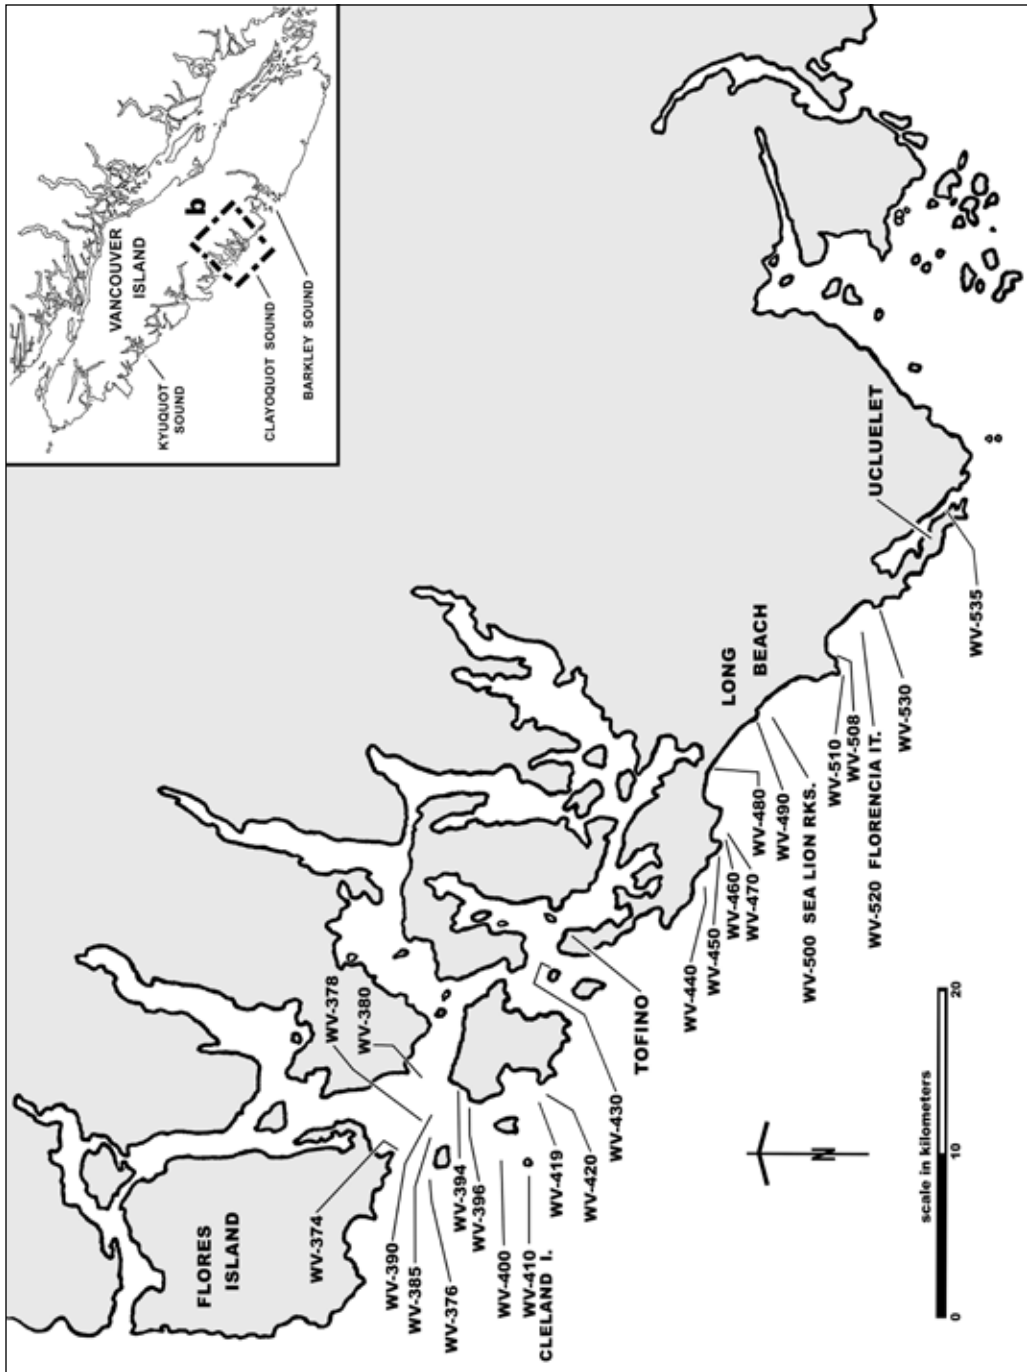 VANCOUVER
ISLAND
b
KYUQUOT
SOUND
CLAYOQUOT SOUND
BARKLEY SOUND
FLORES
ISLAND
WV-374
WV-378
WV-380
WV-390
WV-385
WV-376
WV-394
WV-396
WV-400
WV-410
CLELAND I.
WV-419
WV-420
WV-430
TOFINO
WV-440
WV-450
WV-460
WV-470
WV-480
WV-490
LONG
BEACH
WV-500 SEA LION RKS.
WV-510
WV-508
WV-520 FLORENCIA IT.
WV-530
WV-535
UCLUELET
N
scale in kilometers
0
10
20